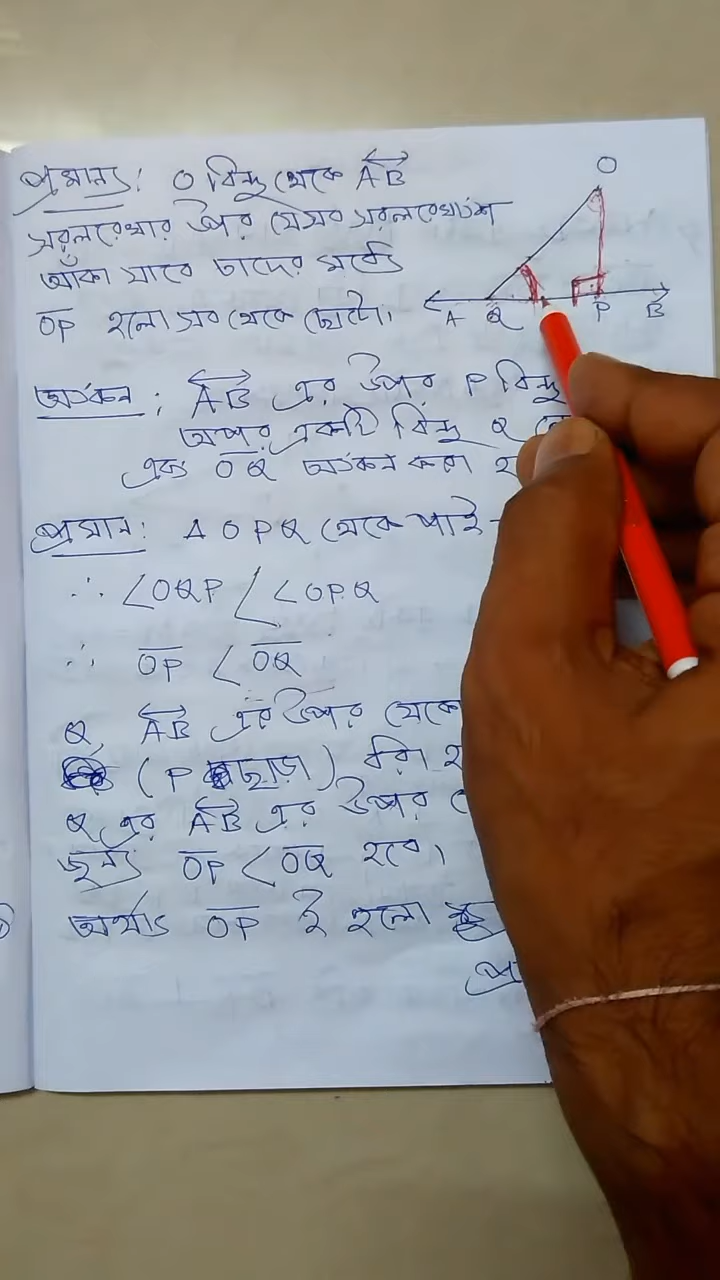 প্রমান্য: O বিন্দু থেকে AB
সরলরেখার উপর যেসব সরলরেখাংশ
আঁকা যাবে তাদের মধ্যে
OP হলো সব থেকে ছোটো।
O
A Q P B
অংকন: AB এর উপর P বিন্দু
অপর একটি বিন্দু Q
এবং OQ অংকন করা
প্রমান: Δ OPQ থেকে পাই-
∴ ∠OQP < ∠OPQ
∴ OP < OQ
Q, AB এর উপর থেকে
(P ছাড়া)
Q এর AB এর উপর
জন্য OP < OQ হবে।
অর্থাৎ OP ই হলো